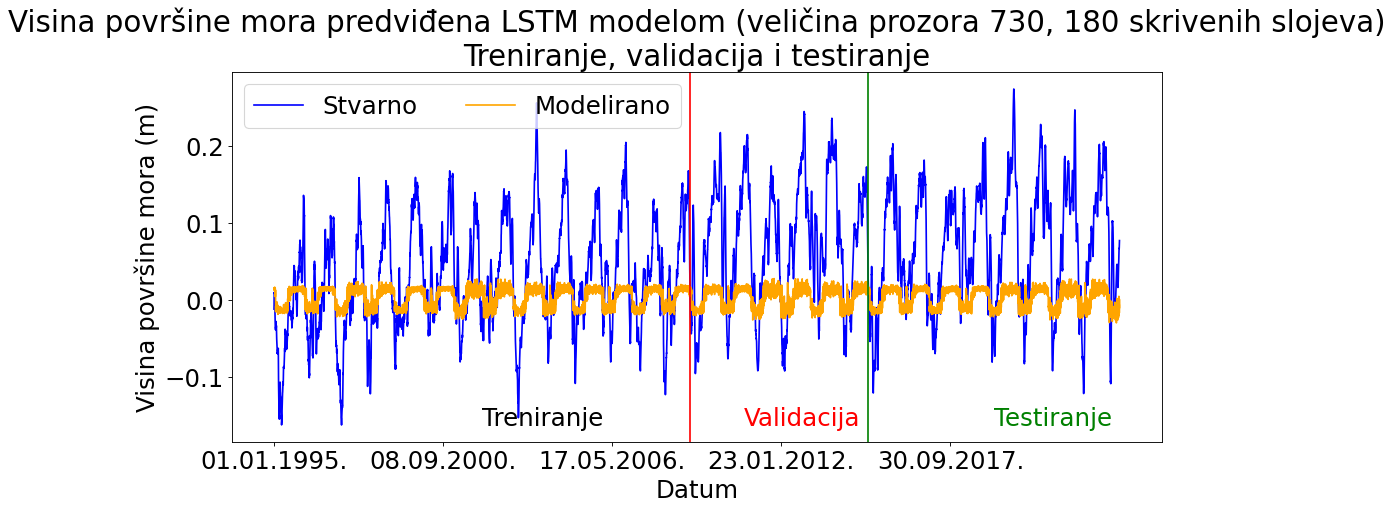 Visina površine mora predviđena LSTM modelom (veličina prozora 730, 180 skrivenih slojeva)
Treniranje, validacija i testiranje
Stvarno
Modelirano
Visina površine mora (m)
0.2
0.1
0.0
−0.1
Treniranje
Validacija
Testiranje
01.01.1995.
08.09.2000.
17.05.2006.
23.01.2012.
30.09.2017.
Datum